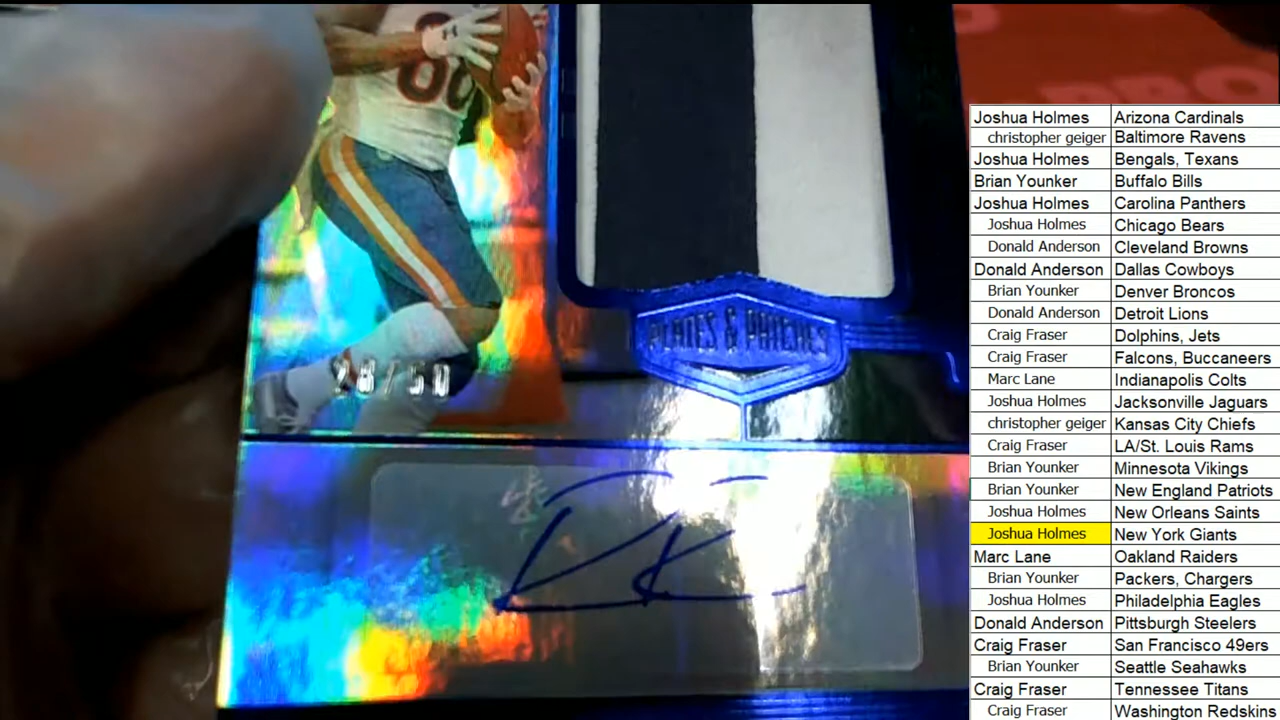 80
PRO
28/50
PLATES & PATCHES
Joshua Holmes Arizona Cardinals
christopher geiger Baltimore Ravens
Joshua Holmes Bengals, Texans
Brian Younker Buffalo Bills
Joshua Holmes Carolina Panthers
Joshua Holmes Chicago Bears
Donald Anderson Cleveland Browns
Donald Anderson Dallas Cowboys
Brian Younker Denver Broncos
Donald Anderson Detroit Lions
Craig Fraser Dolphins, Jets
Craig Fraser Falcons, Buccaneers
Marc Lane Indianapolis Colts
Joshua Holmes Jacksonville Jaguars
christopher geiger Kansas City Chiefs
Craig Fraser LA/St. Louis Rams
Brian Younker Minnesota Vikings
Brian Younker New England Patriots
Joshua Holmes New Orleans Saints
Joshua Holmes New York Giants
Marc Lane Oakland Raiders
Brian Younker Packers, Chargers
Joshua Holmes Philadelphia Eagles
Donald Anderson Pittsburgh Steelers
Craig Fraser San Francisco 49ers
Brian Younker Seattle Seahawks
Craig Fraser Tennessee Titans
Craig Fraser Washington Redskins